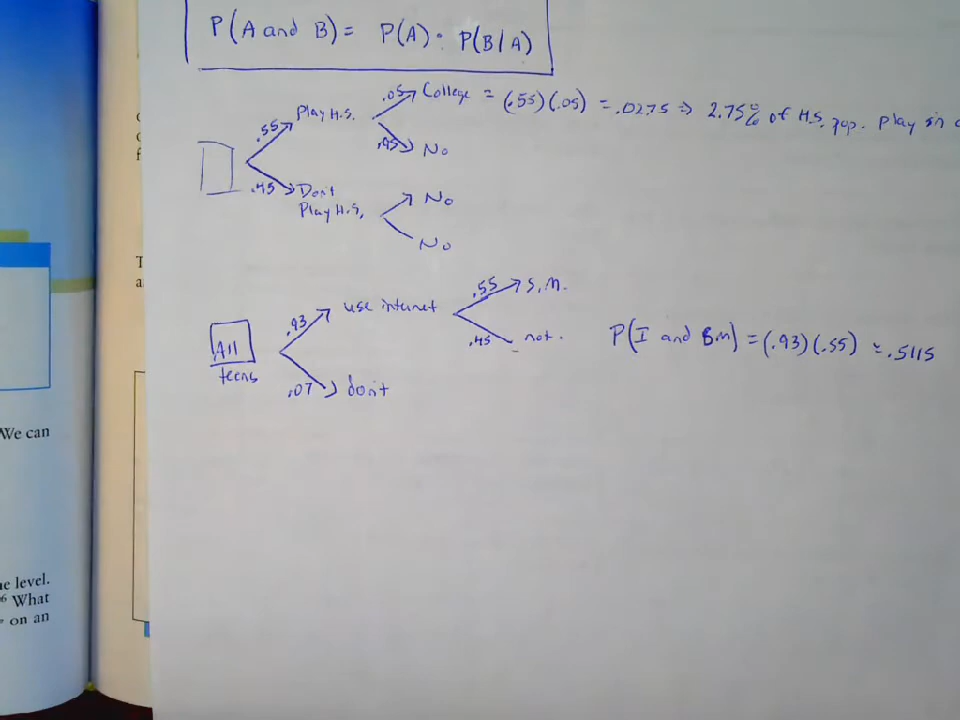 P(A and B) = P(A) · P(B/A)
.55 Play H.S. .05 College = (.55)(.05) = .0275 ⇒ 2.75% of H.S. pop. play in
.95 No
.45 Don't Play H.S.
No
No
All teens
.93 use internet
.55 S.M.
.45 not.
.07 don't
P(I and SM) = (.93)(.55) = .5115
We can
e level.
6 What
on an